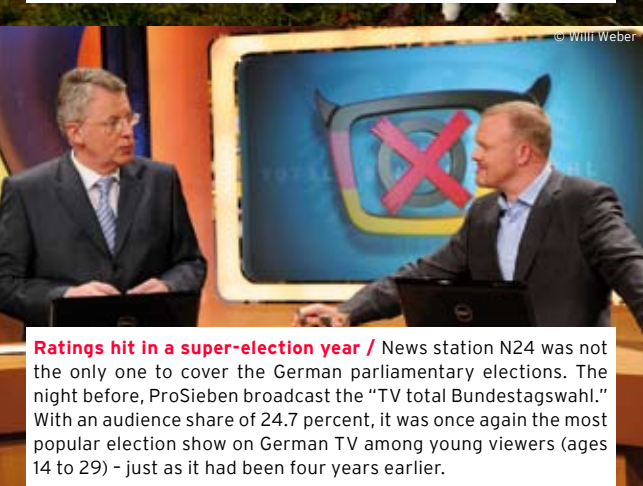 © Willi Weber
TOTAL
Ratings hit in a super-election year / News station N24 was not
the only one to cover the German parliamentary elections. The
night before, ProSieben broadcast the “TV total Bundestagswahl.”
With an audience share of 24.7 percent, it was once again the most
popular election show on German TV among young viewers (ages
14 to 29) – just as it had been four years earlier.